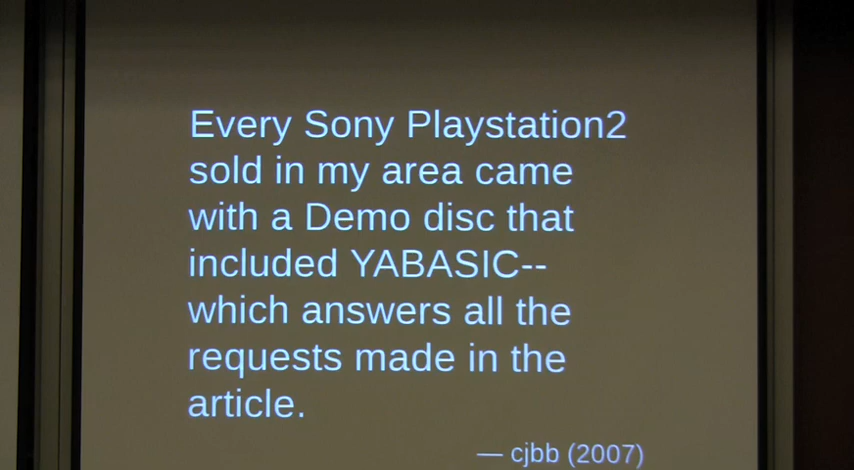 Every Sony Playstation2
sold in my area came
with a Demo disc that
included YABASIC--
which answers all the
requests made in the
article.
— cjbb (2007)